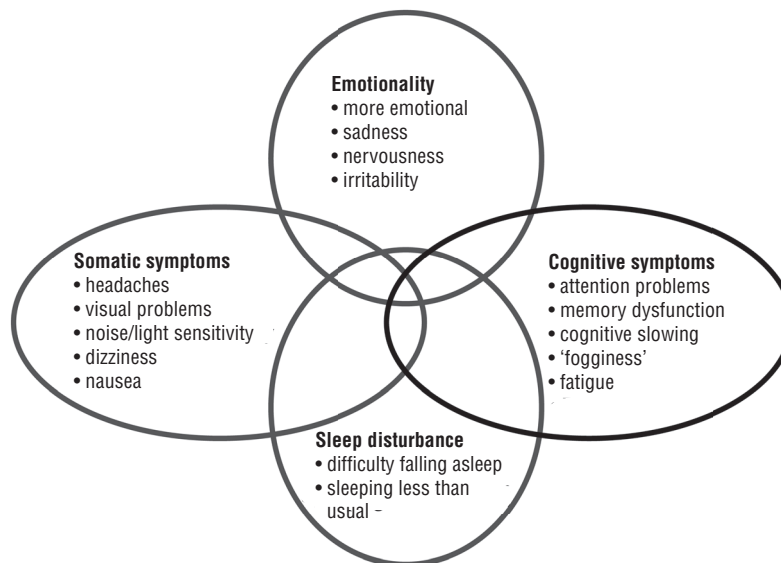 Emotionality
• more emotional
• sadness
• nervousness
• irritability
Somatic symptoms
• headaches
• visual problems
• noise/light sensitivity
• dizziness
• nausea
Cognitive symptoms
• attention problems
• memory dysfunction
• cognitive slowing
• ‘fogginess’
• fatigue
Sleep disturbance
• difficulty falling asleep
• sleeping less than
usual